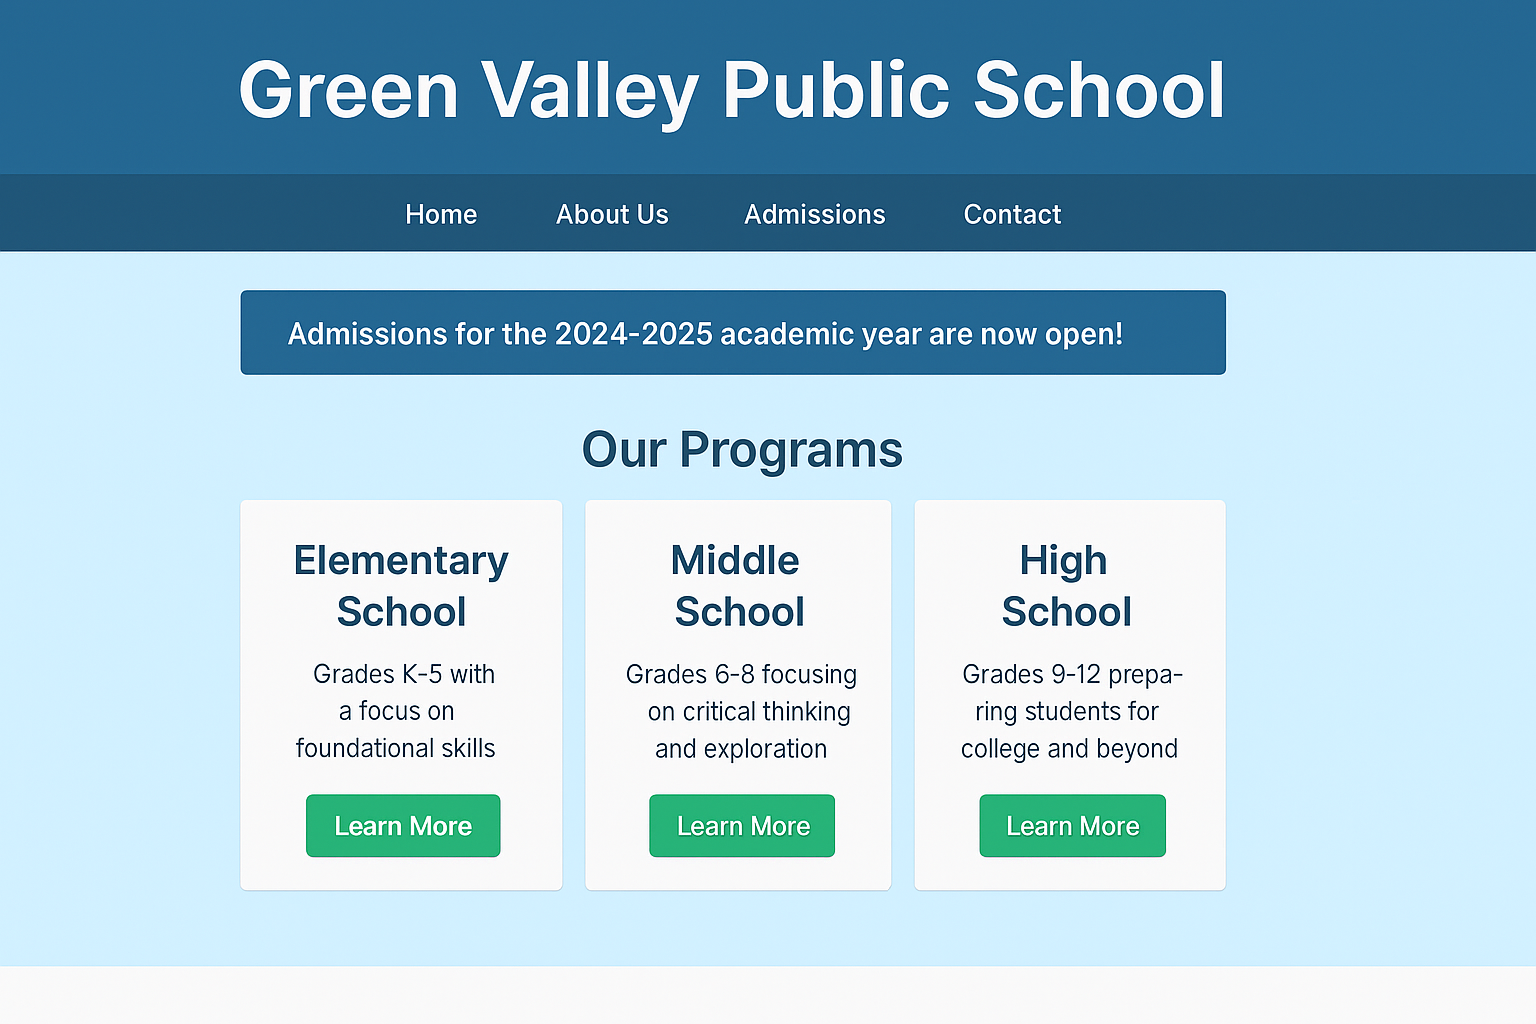 Green Valley Public School
Home About Us Admissions Contact
Admissions for the 2024-2025 academic year are now open!
Our Programs
Elementary
School
Grades K-5 with
a focus on
foundational skills
Learn More
Middle
School
Grades 6-8 focusing
on critical thinking
and exploration
Learn More
High
School
Grades 9-12 prepa-
ring students for
college and beyond
Learn More